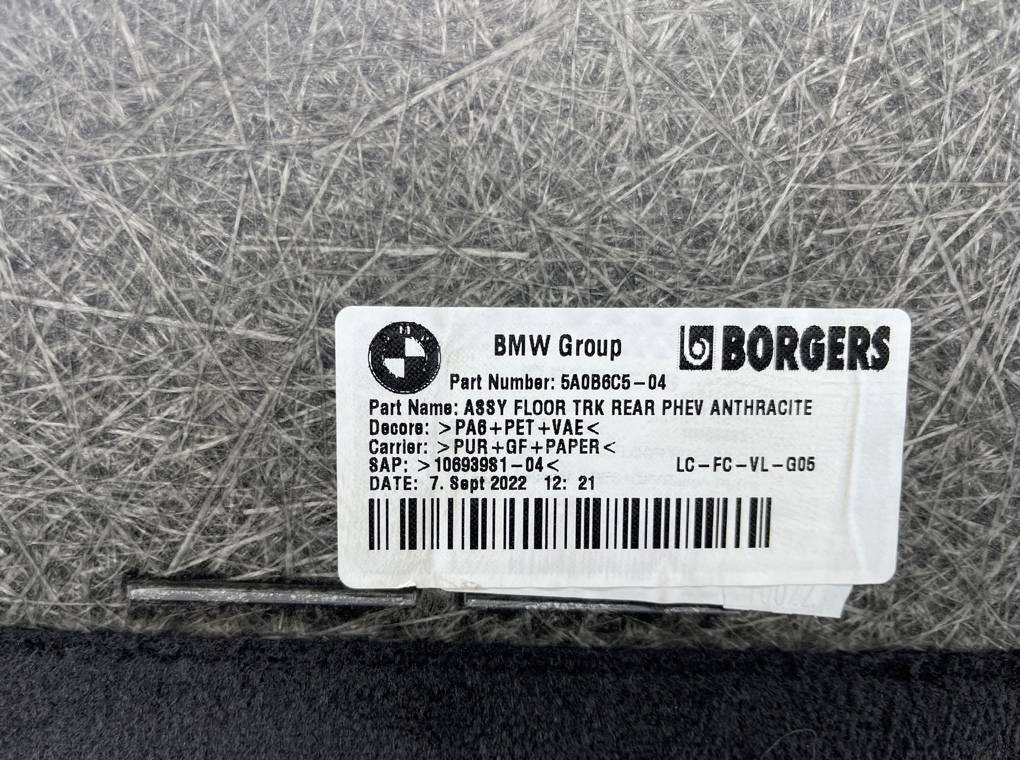 BMW Group
BORGERS
Part Number: 5A0B6C5-04
Part Name: ASSY FLOOR TRK REAR PHEV ANTHRACITE
Decore: >PA6+PET+VAE<
Carrier: >PUR+GF+PAPER<
SAP: >10693981-04< LC-FC-VL-G05
DATE: 7. Sept 2022 12: 21